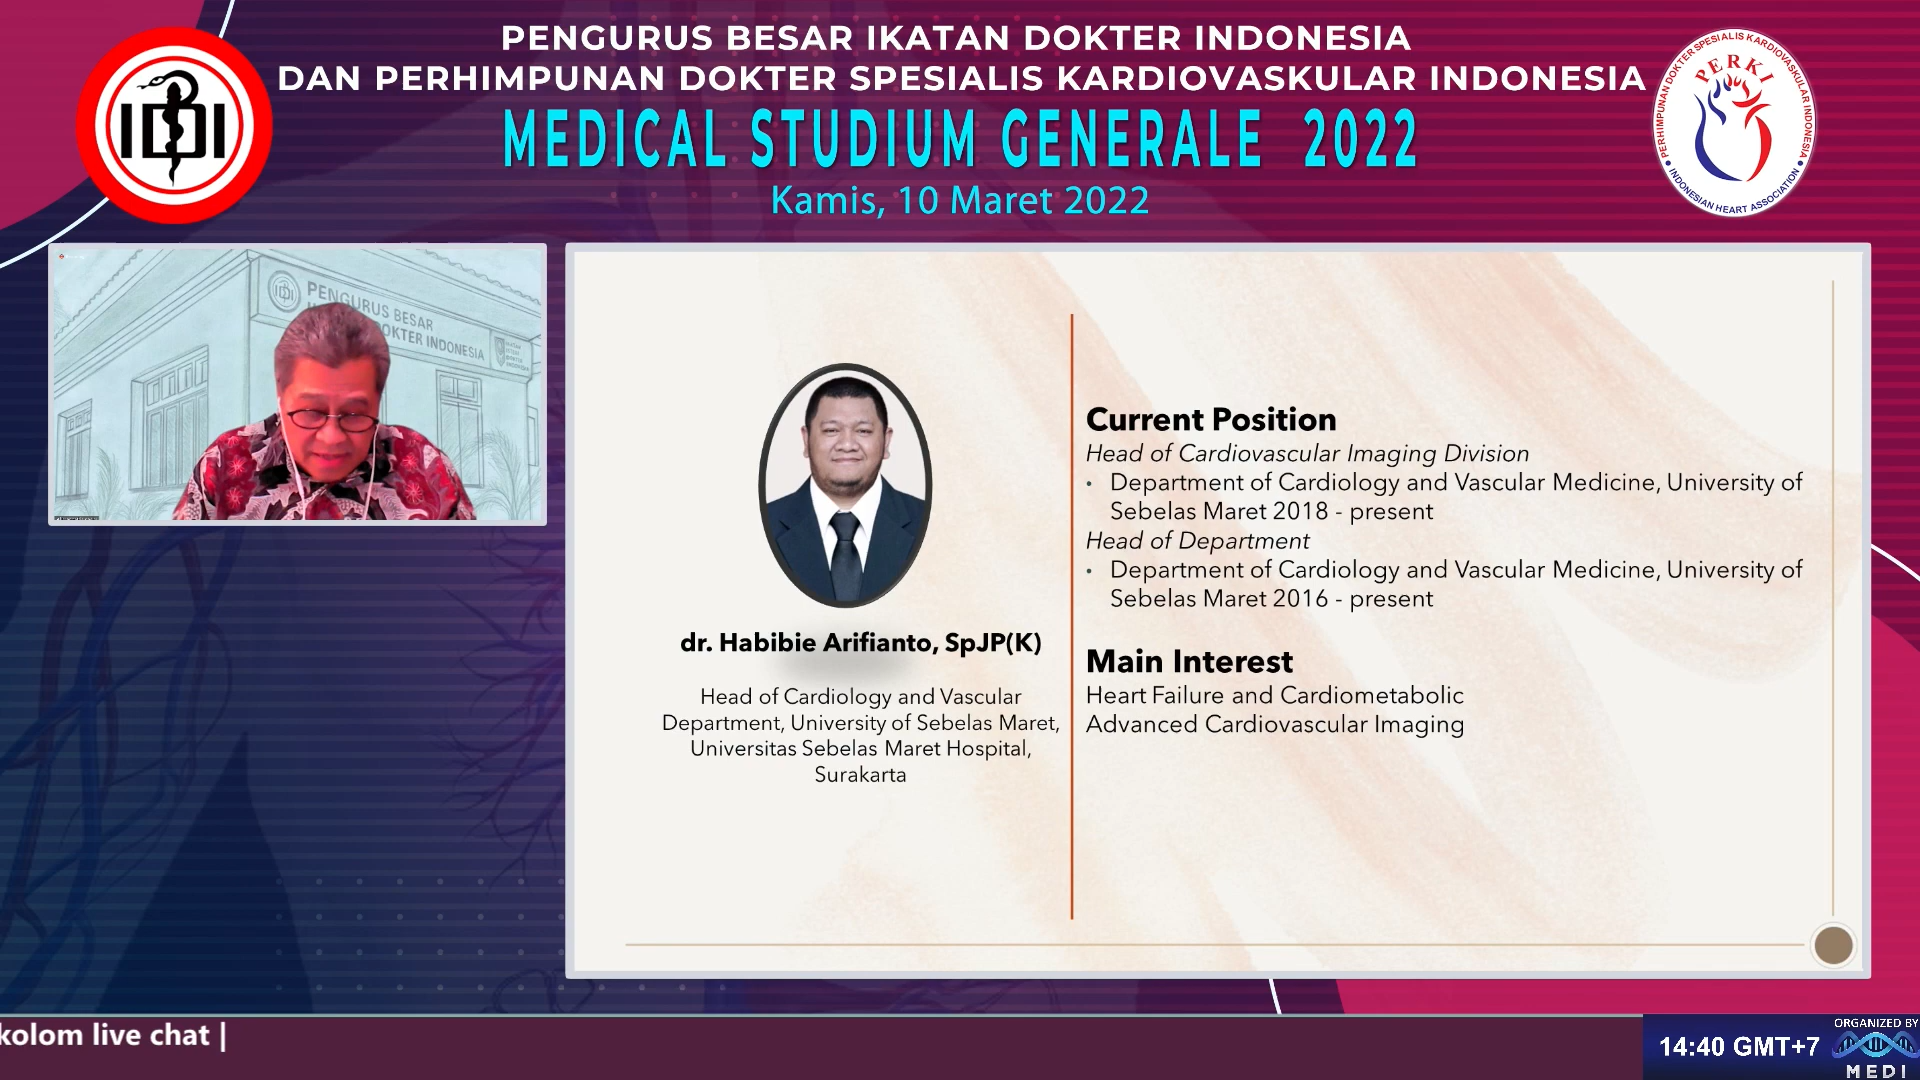 PENGURUS BESAR IKATAN DOKTER INDONESIA
DAN PERHIMPUNAN DOKTER SPESIALIS KARDIOVASKULAR INDONESIA
MEDICAL STUDIUM GENERALE 2022
Kamis, 10 Maret 2022
IDI
PERHIMPUNAN DOKTER SPESIALIS KARDIOVASKULAR INDONESIA
PERKI
INDONESIAN HEART ASSOCIATION
PENGURUS BESAR
DOKTER INDONESIA
dr. Habibie Arifianto, SpJP(K)
Head of Cardiology and Vascular
Department, University of Sebelas Maret,
Universitas Sebelas Maret Hospital,
Surakarta
Current Position
Head of Cardiovascular Imaging Division
• Department of Cardiology and Vascular Medicine, University of
Sebelas Maret 2018 - present
Head of Department
• Department of Cardiology and Vascular Medicine, University of
Sebelas Maret 2016 - present
Main Interest
Heart Failure and Cardiometabolic
Advanced Cardiovascular Imaging
kolom live chat |
14:40 GMT+7
ORGANIZED BY
MEDI